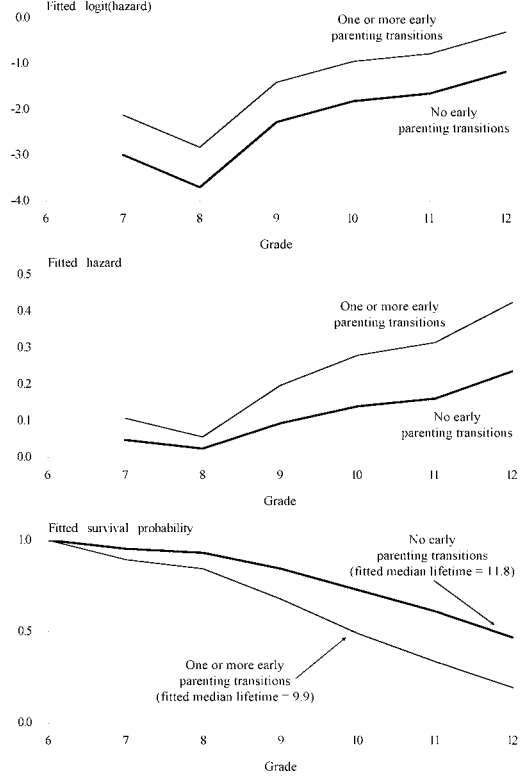 Fitted logit(hazard)
0.0
One or more early
parenting transitions
-1.0
-2.0
No early
parenting transitions
-3.0
-4.0
6 7 8 9 10 11 12
Grade
Fitted hazard
0.5
0.4
One or more early
parenting transitions
0.3
0.2
No early
parenting transitions
0.1
0.0
6 7 8 9 10 11 12
Grade
Fitted survival probability
1.0
No early
parenting transitions
(fitted median lifetime = 11.8)
0.5
One or more early
parenting transitions
(fitted median lifetime = 9.9)
0.0
6 7 8 9 10 11 12
Grade